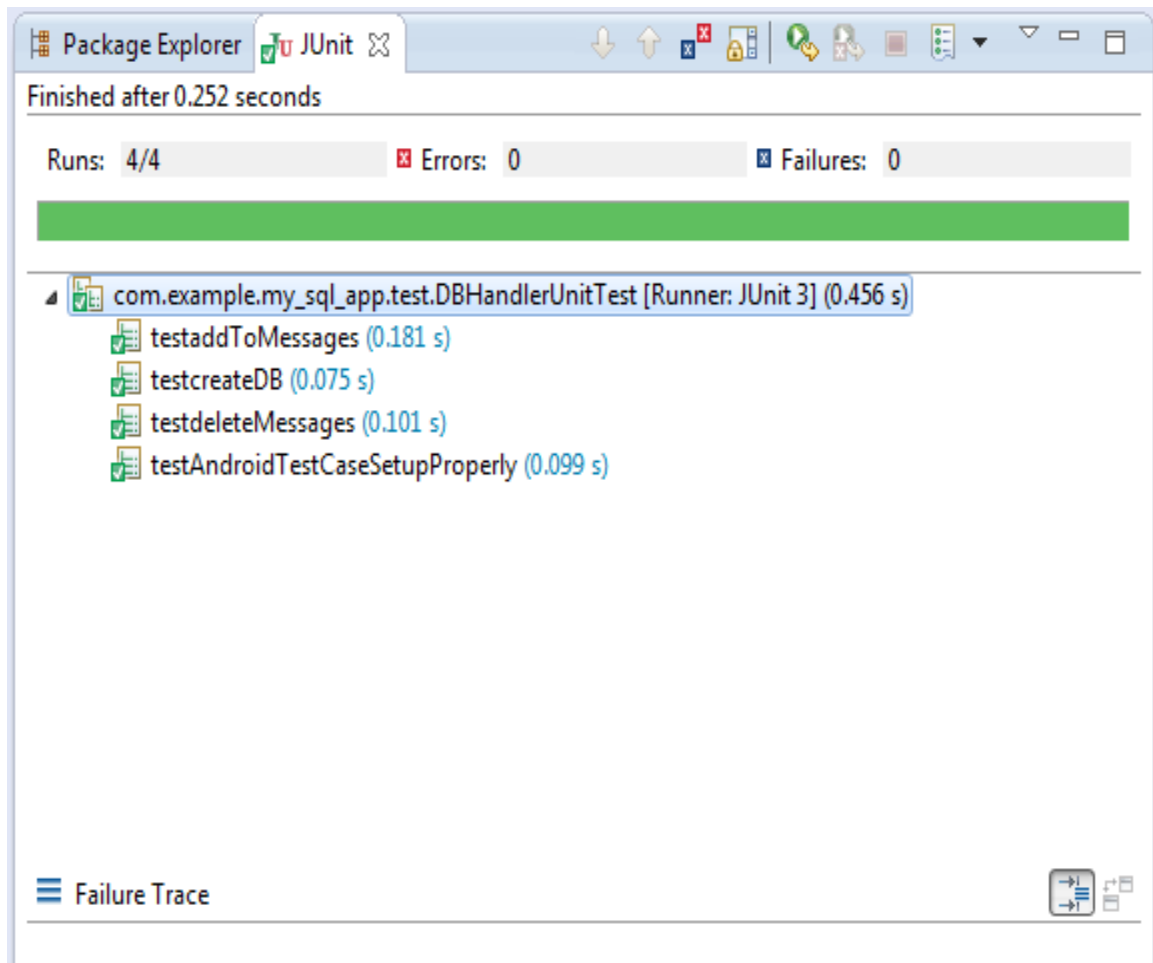 Package Explorer JUnit
Finished after 0.252 seconds
Runs: 4/4 Errors: 0 Failures: 0
com.example.my_sql_app.test.DBHandlerUnitTest [Runner: JUnit 3] (0.456 s)
testaddToMessages (0.181 s)
testcreateDB (0.075 s)
testdeleteMessages (0.101 s)
testAndroidTestCaseSetupProperly (0.099 s)
Failure Trace